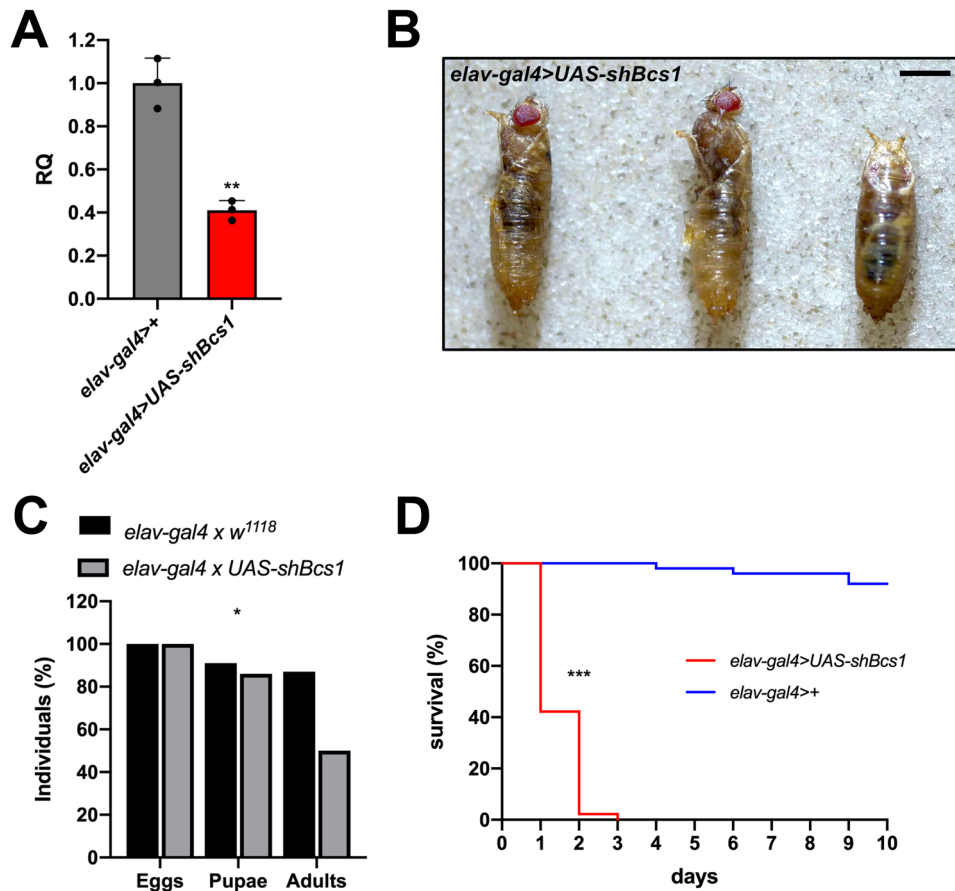 A
1.2
1.0
0.8
0.6
0.4
0.2
0.0
RQ
**
elav-gal4>+
elav-gal4>UAS-shBcs1
B
elav-gal4>UAS-shBcs1
C
elav-gal4 x w1118
elav-gal4 x UAS-shBcs1
120
100
80
60
40
20
0
Individuals (%)
*
Eggs Pupae Adults
D
100
80
60
40
20
0
survival (%)
***
elav-gal4>UAS-shBcs1
elav-gal4>+
0 1 2 3 4 5 6 7 8 9 10
days